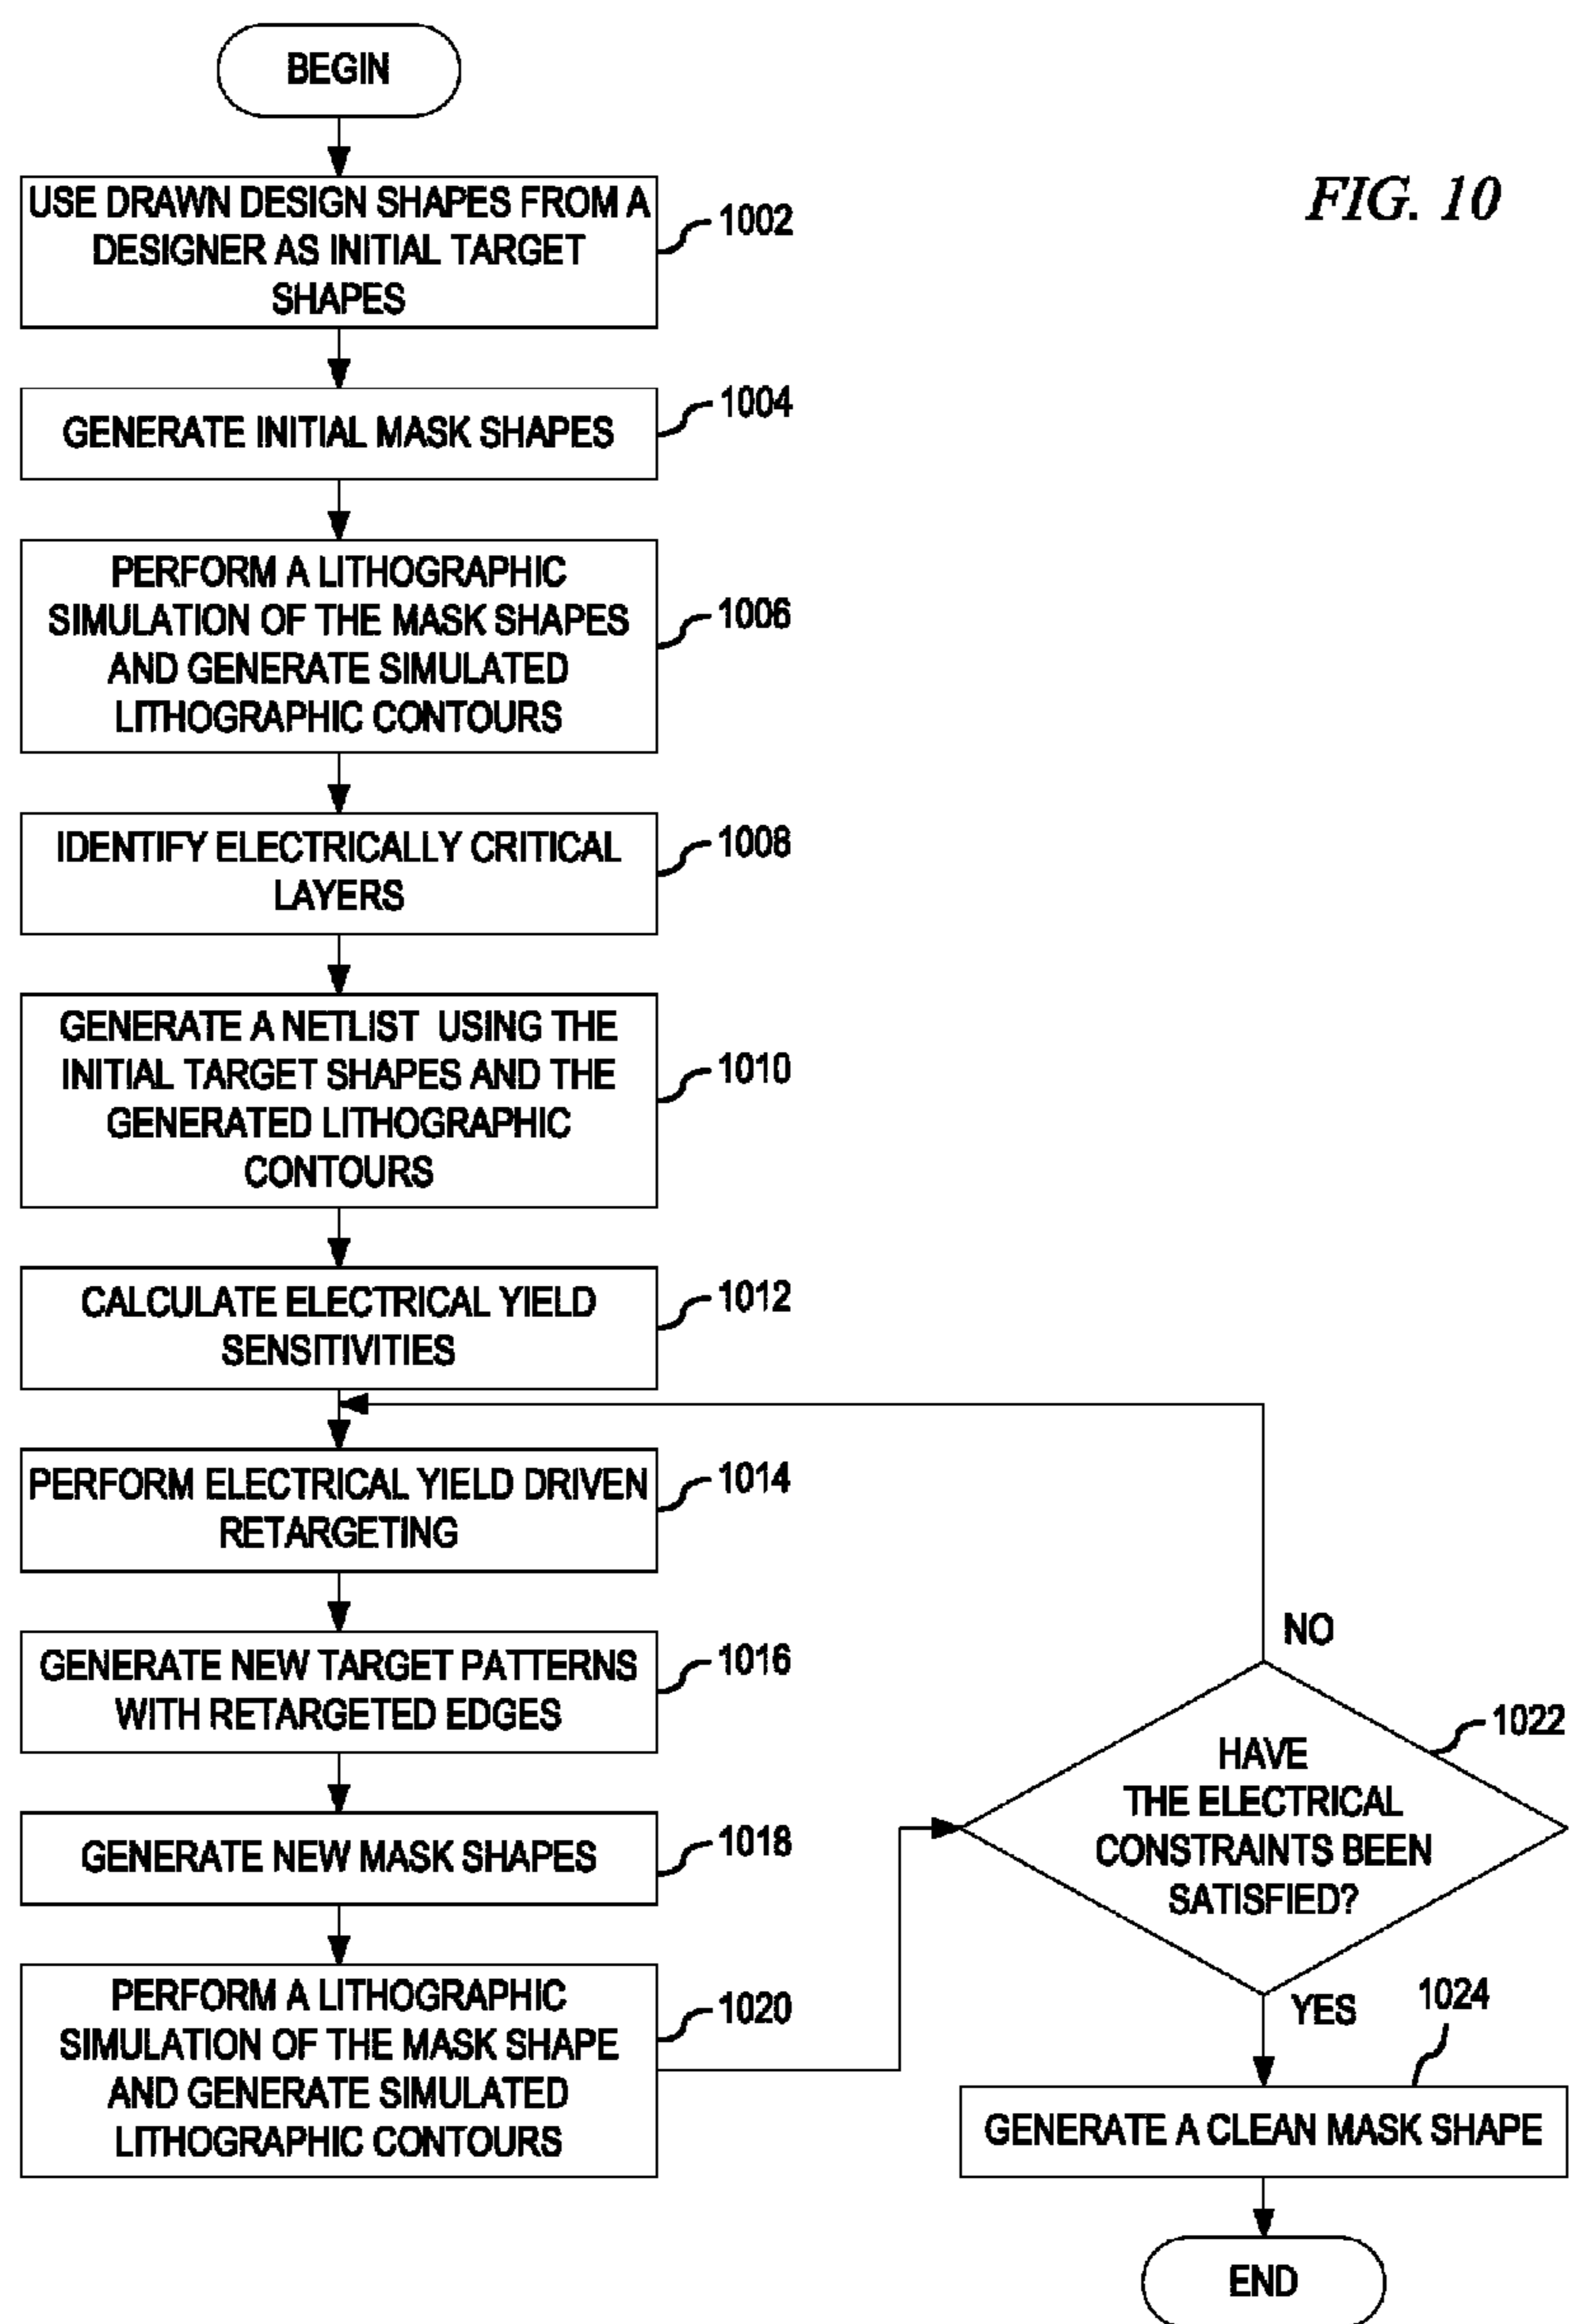 BEGIN
FIG. 10
USE DRAWN DESIGN SHAPES FROM A
DESIGNER AS INITIAL TARGET
SHAPES
1002
GENERATE INITIAL MASK SHAPES
1004
PERFORM A LITHOGRAPHIC
SIMULATION OF THE MASK SHAPES
AND GENERATE SIMULATED
LITHOGRAPHIC CONTOURS
1006
IDENTIFY ELECTRICALLY CRITICAL
LAYERS
1008
GENERATE A NETLIST USING THE
INITIAL TARGET SHAPES AND THE
GENERATED LITHOGRAPHIC
CONTOURS
1010
CALCULATE ELECTRICAL YIELD
SENSITIVITIES
1012
PERFORM ELECTRICAL YIELD DRIVEN
RETARGETING
1014
GENERATE NEW TARGET PATTERNS
WITH RETARGETED EDGES
1016
GENERATE NEW MASK SHAPES
1018
PERFORM A LITHOGRAPHIC
SIMULATION OF THE MASK SHAPE
AND GENERATE SIMULATED
LITHOGRAPHIC CONTOURS
1020
NO
HAVE
THE ELECTRICAL
CONSTRAINTS BEEN
SATISFIED?
1022
YES
1024
GENERATE A CLEAN MASK SHAPE
END